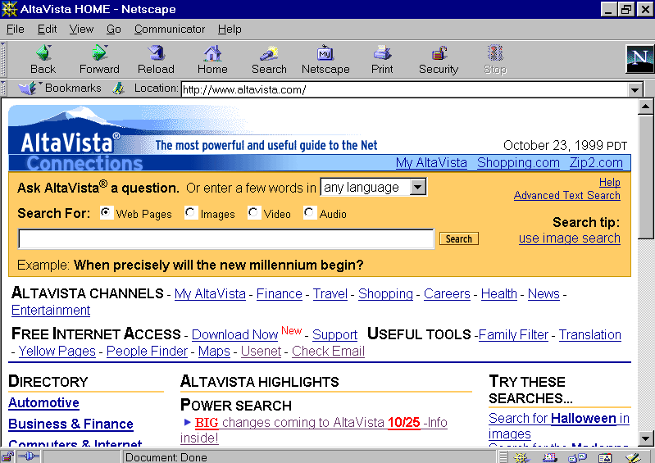 AltaVista HOME - Netscape
File Edit View Go Communicator Help
Back Forward Reload Home Search Netscape Print Security Stop
Bookmarks Location: http://www.altavista.com/
AltaVista® The most powerful and useful guide to the Net October 23, 1999 PDT
Connections My AltaVista Shopping.com Zip2.com
Ask AltaVista® a question. Or enter a few words in any language Help
Advanced Text Search
Search For: Web Pages Images Video Audio
Search tip:
Search use image search
Example: When precisely will the new millennium begin?
ALTAVISTA CHANNELS - My AltaVista - Finance - Travel - Shopping - Careers - Health - News -
Entertainment
FREE INTERNET ACCESS - Download Now New - Support USEFUL TOOLS -Family Filter - Translation
- Yellow Pages - People Finder - Maps - Usenet - Check Email
DIRECTORY ALTAVISTA HIGHLIGHTS TRY THESE
SEARCHES...
Automotive POWER SEARCH
Business & Finance BIG changes coming to AltaVista 10/25 -Info
inside!
Search for Halloween in
images
Computers & Internet
Search for the Madonna
Document Done